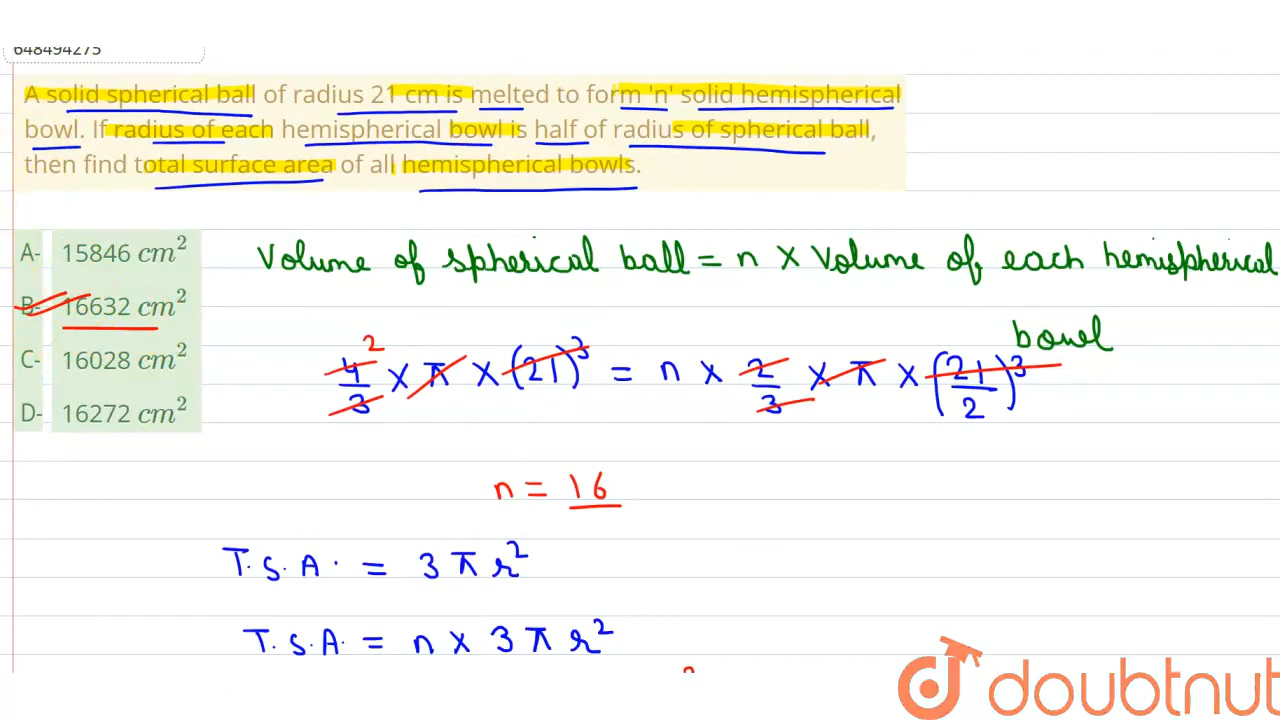 648494275
A solid spherical ball of radius 21 cm is melted to form 'n' solid hemispherical
bowl. If radius of each hemispherical bowl is half of radius of spherical ball,
then find total surface area of all hemispherical bowls.
A- 15846 cm²
B- 16632 cm²
C- 16028 cm²
D- 16272 cm²
Volume of spherical ball = n × Volume of each hemispherical
bowl
2
4/3 × π × (21)³ = n × 2/3 × π × (21/2)³
n = 16
T.S.A. = 3πr²
T.S.A. = n × 3πr²
doubtnut